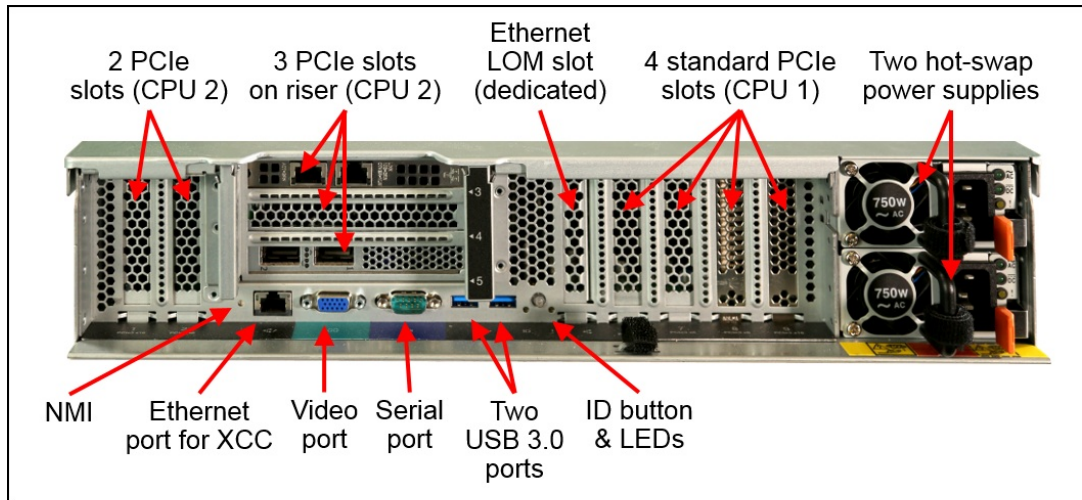 2 PCIe
slots (CPU 2)
3 PCIe slots
on riser (CPU 2)
Ethernet
LOM slot
(dedicated)
4 standard PCIe
slots (CPU 1)
Two hot-swap
power supplies
3
4
5
750W
AC
750W
AC
NMI
Ethernet
port for XCC
Video
port
Serial
port
Two
USB 3.0
ports
ID button
& LEDs